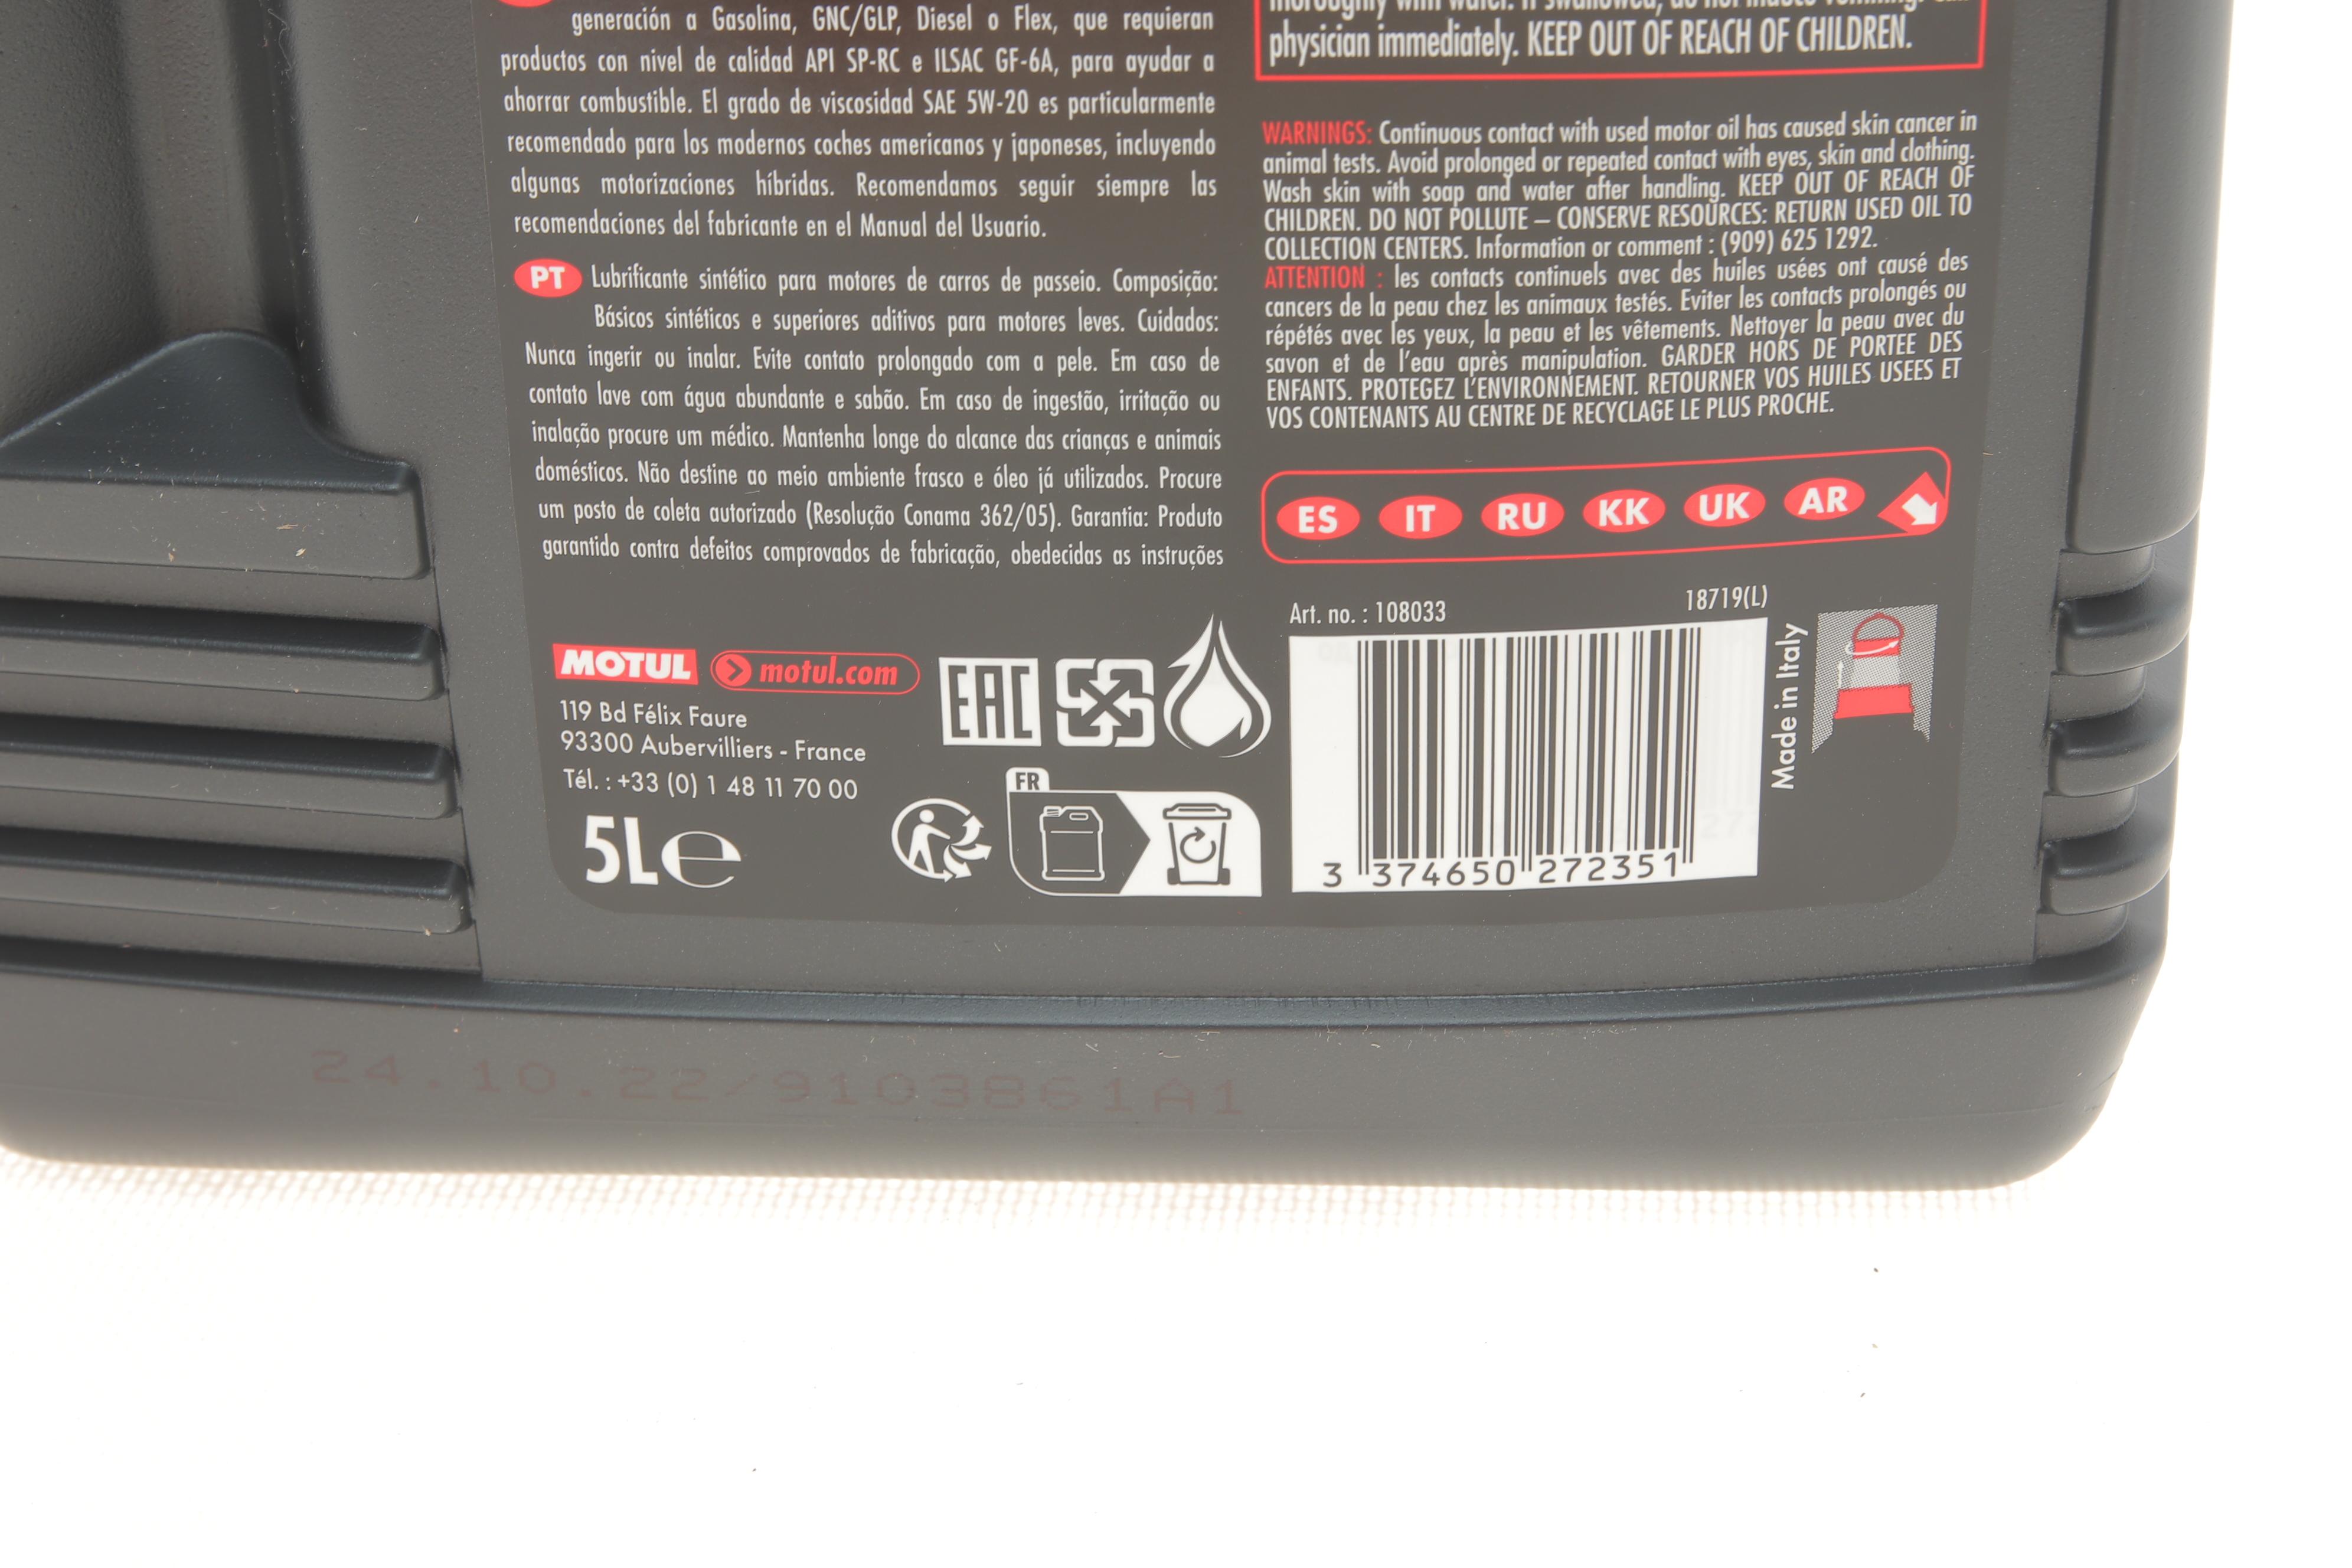 generación a Gasolina, GNC/GLP, Diesel o Flex, que requieran
productos con nivel de calidad API SP-RC e ILSAC GF-6A, para ayudar a
ahorrar combustible. El grado de viscosidad SAE 5W-20 es particularmente
recomendado para los modernos coches americanos y japoneses, incluyendo
algunas motorizaciones híbridas. Recomendamos seguir siempre las
recomendaciones del fabricante en el Manual del Usuario.
PT Lubrificante sintético para motores de carros de passeio. Composição:
Básicos sintéticos e superiores aditivos para motores leves. Cuidados:
Nunca ingerir ou inalar. Evite contato prolongado com a pele. Em caso de
contato lave com água abundante e sabão. Em caso de ingestão, irritação ou
inalação procure um médico. Mantenha longe do alcance das crianças e animais
domésticos. Não destine ao meio ambiente frasco e óleo já utilizados. Procure
um posto de coleta autorizado (Resolução Conama 362/05). Garantia: Produto
garantido contra defeitos comprovados de fabricação, obedecidas as instruções
MOTUL motul.com
119 Bd Félix Faure
93300 Aubervilliers - France
Tél. : +33 (0) 1 48 11 70 00
5L℮
EAC
FR
thoroughly with water. If swallowed, do not induce vomiting.
physician immediately. KEEP OUT OF REACH OF CHILDREN.
WARNINGS: Continuous contact with used motor oil has caused skin cancer in
animal tests. Avoid prolonged or repeated contact with eyes, skin and clothing.
Wash skin with soap and water after handling. KEEP OUT OF REACH OF
CHILDREN. DO NOT POLLUTE – CONSERVE RESOURCES: RETURN USED OIL TO
COLLECTION CENTERS. Information or comment : (909) 625 1292.
ATTENTION : les contacts continuels avec des huiles usées ont causé des
cancers de la peau chez les animaux testés. Eviter les contacts prolongés ou
répétés avec les yeux, la peau et les vêtements. Nettoyer la peau avec du
savon et de l'eau après manipulation. GARDER HORS DE PORTEE DES
ENFANTS. PROTEGEZ L'ENVIRONNEMENT. RETOURNER VOS HUILES USEES ET
VOS CONTENANTS AU CENTRE DE RECYCLAGE LE PLUS PROCHE.
ES IT RU KK UK AR
Art. no. : 108033 18719(L)
3 374650 272351
Made in Italy
24.10.22/9103861A1